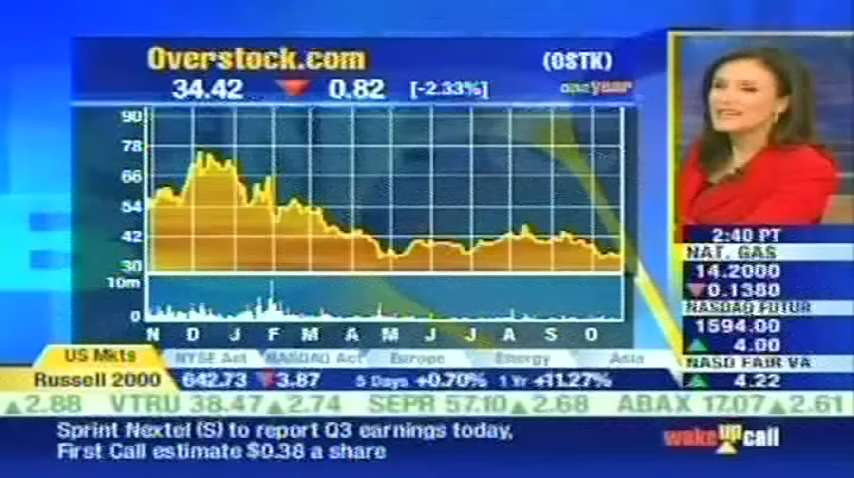 Overstock.com (OSTK)
34.42 0.82 [-2.33%] one year
90
78
66
54
42
30
10m
0
N D J F M A M J J A S O
2:40 PT
NAT. GAS
14.2000
0.1380
NASDAQ FUTUR
1594.00
4.00
NASD FAIR VA
4.22
US Mkts NYSE Act NASDAQ Act Europe Energy Asia
Russell 2000 642.73 3.87 5 Days +0.70% 1 Yr +11.27%
2.88 VTRU 38.47 2.74 SEPR 57.10 2.68 ABAX 17.07 2.61
Sprint Nextel (S) to report Q3 earnings today,
First Call estimate $0.38 a share
wake up call